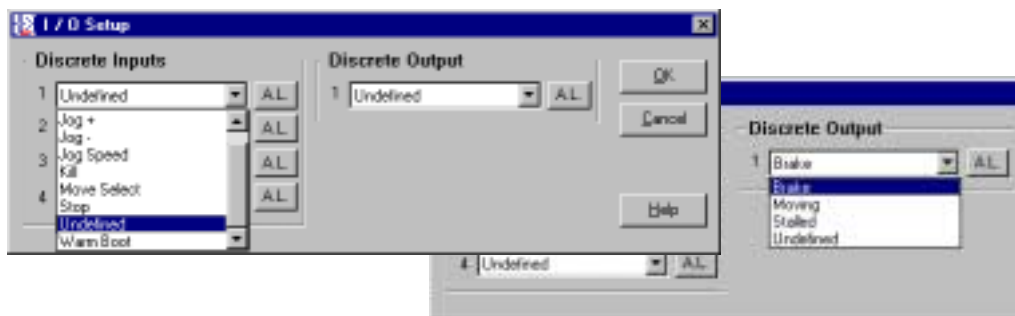 I / O Setup
Discrete Inputs
1 Undefined A.L.
Jog +
2 A.L.
Jog -
Jog Speed
3 A.L.
Kill
Move Select
4 A.L.
Stop
Undefined
Warm Boot
Discrete Output
1 Undefined A.L.
OK
Cancel
Help
Discrete Output
1 Brake A.L.
Brake
Moving
Stalled
Undefined
4 Undefined A.L.